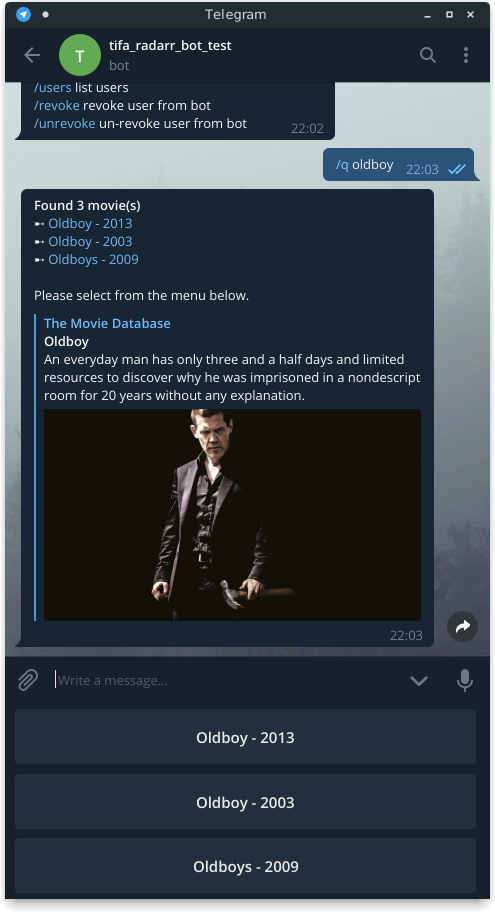 Telegram
tifa_radarr_bot_test
bot
T
/users list users
/revoke revoke user from bot
/unrevoke un-revoke user from bot
22:02
/q oldboy 22:03
Found 3 movie(s)
➸ Oldboy - 2013
➸ Oldboy - 2003
➸ Oldboys - 2009
Please select from the menu below.
The Movie Database
Oldboy
An everyday man has only three and a half days and limited
resources to discover why he was imprisoned in a nondescript
room for 20 years without any explanation.
22:03
Write a message...
Oldboy - 2013
Oldboy - 2003
Oldboys - 2009